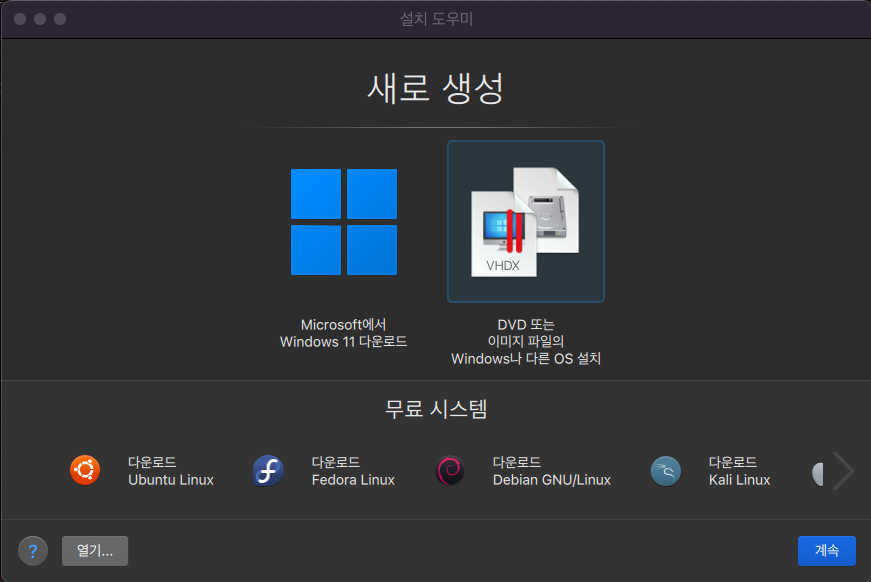 설치 도우미
새로 생성
VHDX
Microsoft에서
Windows 11 다운로드
DVD 또는
이미지 파일의
Windows나 다른 OS 설치
무료 시스템
다운로드
Ubuntu Linux
다운로드
Fedora Linux
다운로드
Debian GNU/Linux
다운로드
Kali Linux
?
열기...
계속